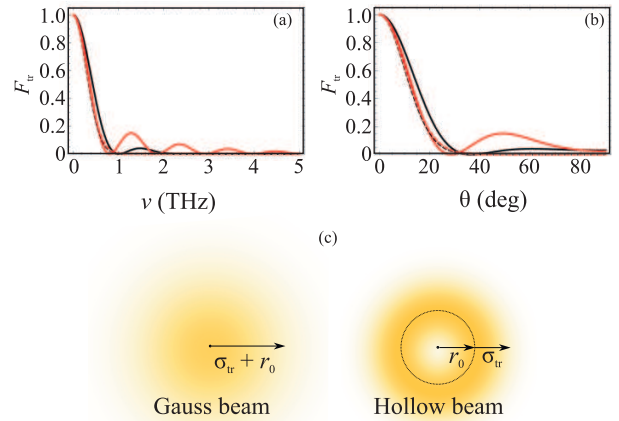 (a)
F_tr
1.0
0.8
0.6
0.4
0.2
0
0 1 2 3 4 5
ν (THz)
(b)
F_tr
1.0
0.8
0.6
0.4
0.2
0
0 20 40 60 80
θ (deg)
(c)
σ_tr + r_0
Gauss beam
r_0 σ_tr
Hollow beam